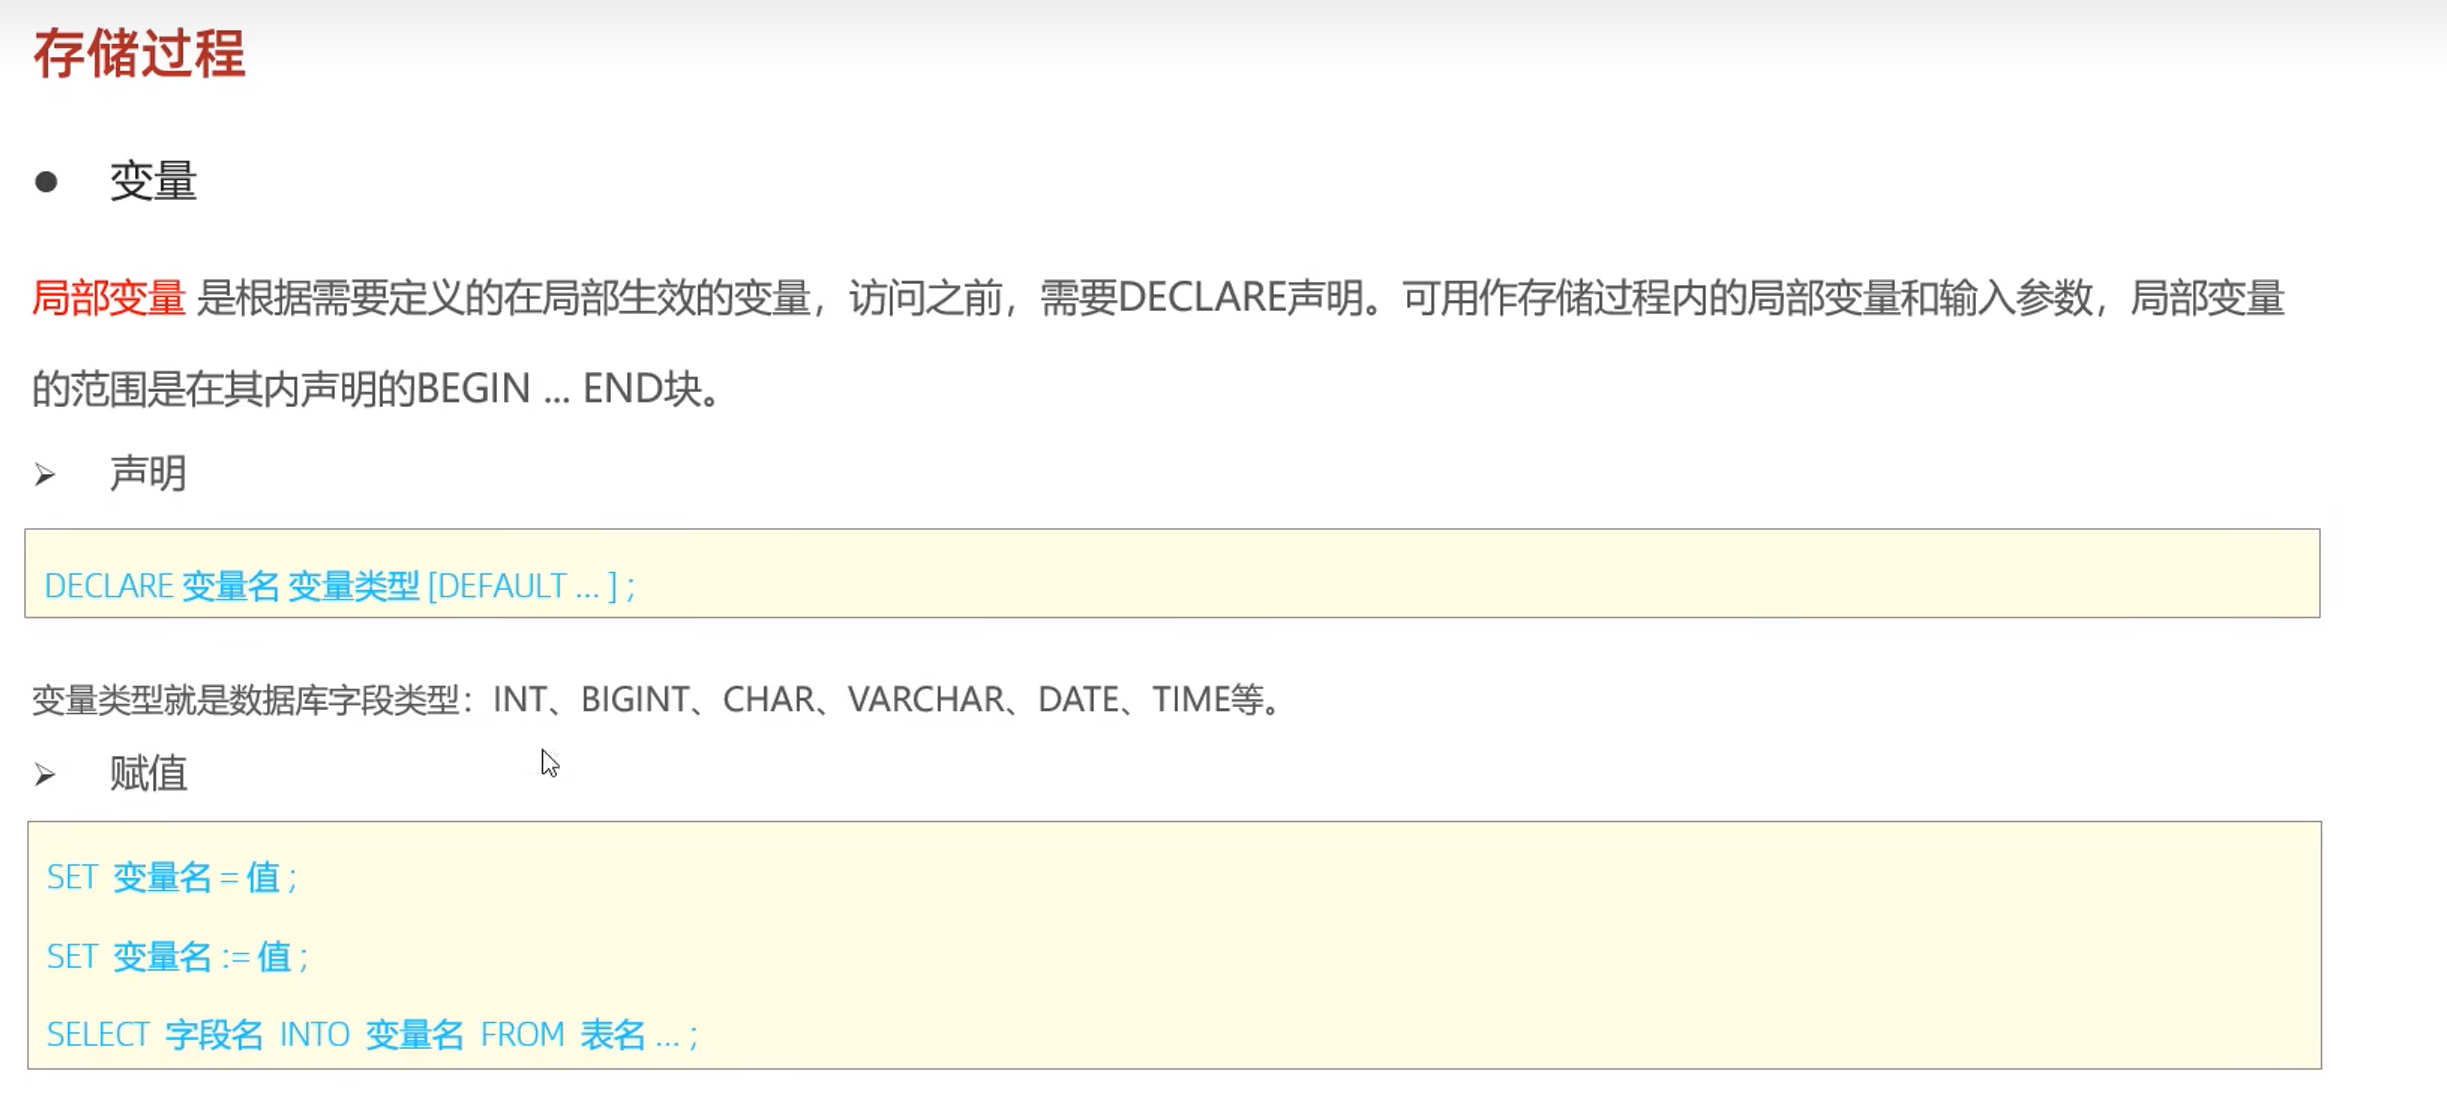 存储过程
● 变量
局部变量 是根据需要定义的在局部生效的变量，访问之前，需要DECLARE声明。可用作存储过程内的局部变量和输入参数，局部变量
的范围是在其内声明的BEGIN ... END块。
➢ 声明
DECLARE 变量名 变量类型 [DEFAULT ... ] ;
变量类型就是数据库字段类型：INT、BIGINT、CHAR、VARCHAR、DATE、TIME等。
➢ 赋值
SET 变量名 = 值 ;
SET 变量名 := 值 ;
SELECT 字段名 INTO 变量名 FROM 表名 ... ;